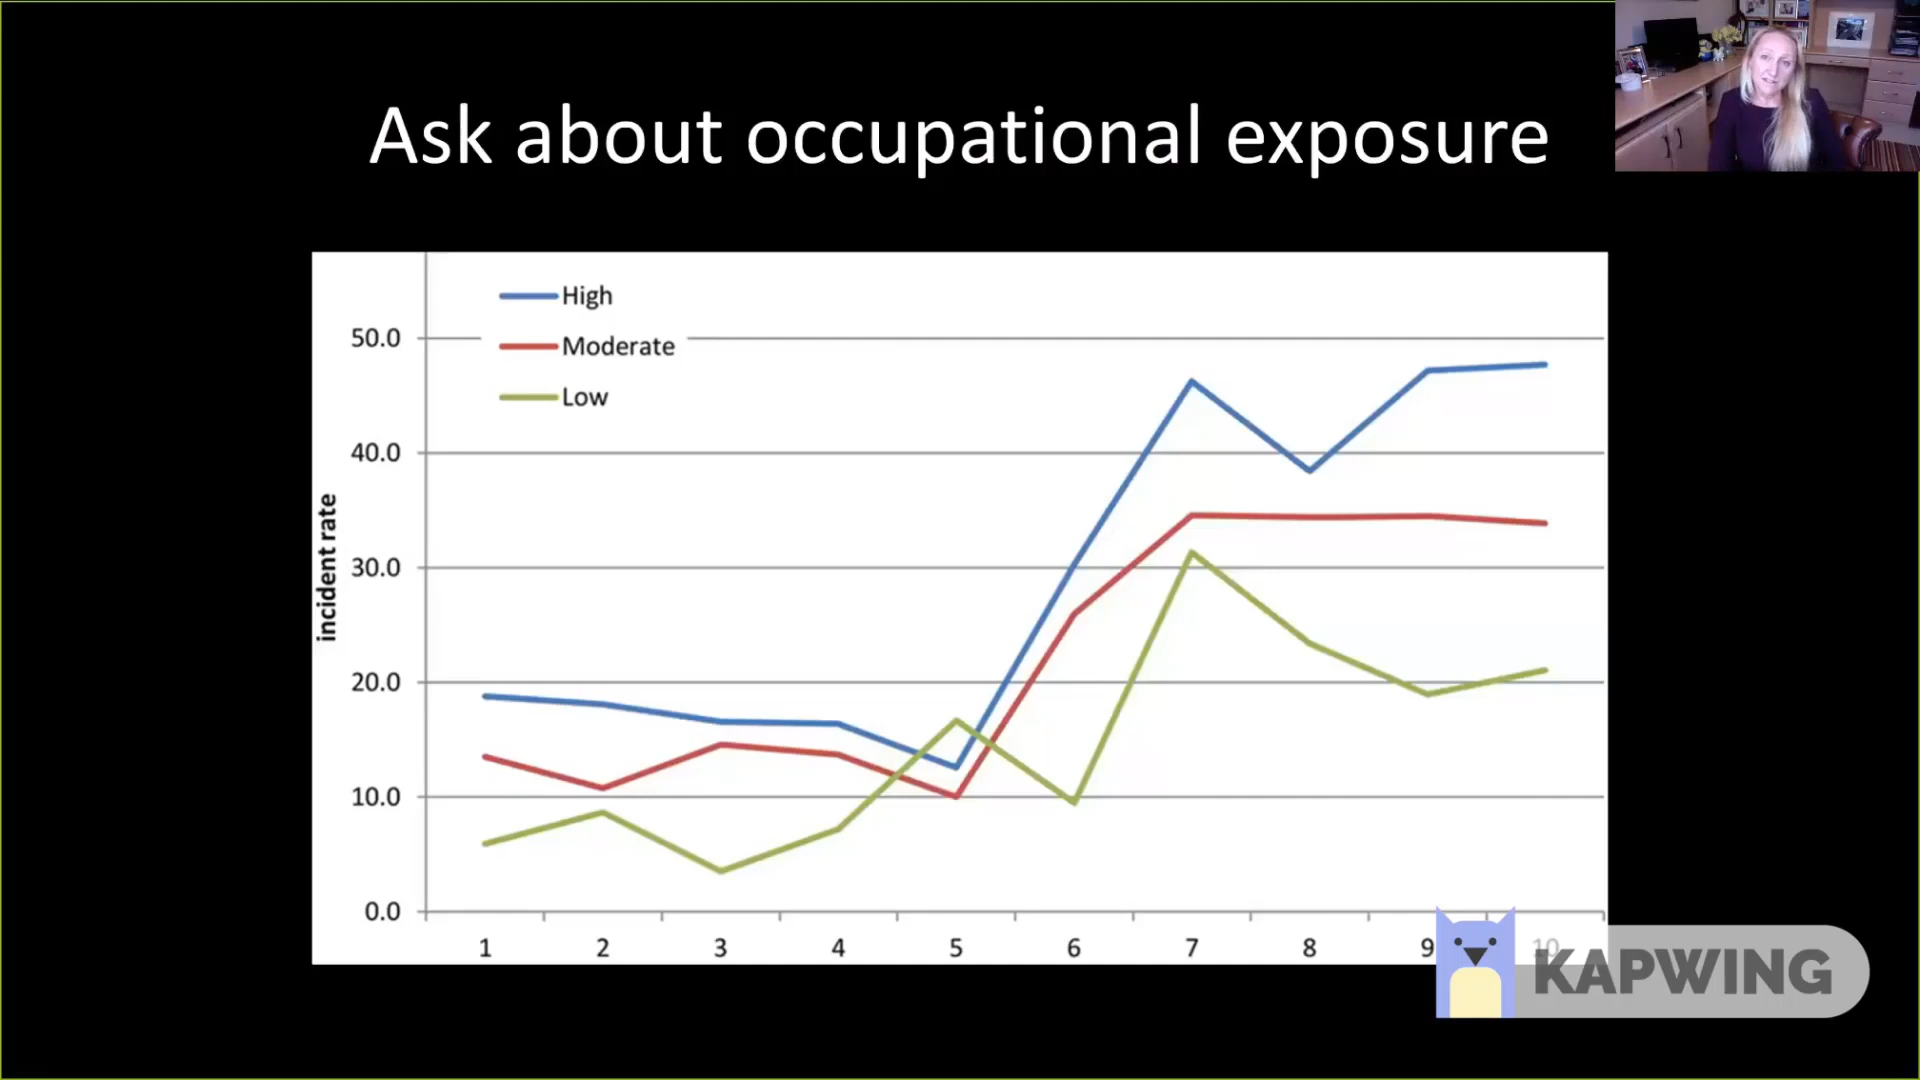 Ask about occupational exposure
High
50.0
Moderate
Low
40.0
incident rate
30.0
20.0
10.0
0.0
1 2 3 4 5 6 7 8 9 10
KAPWING